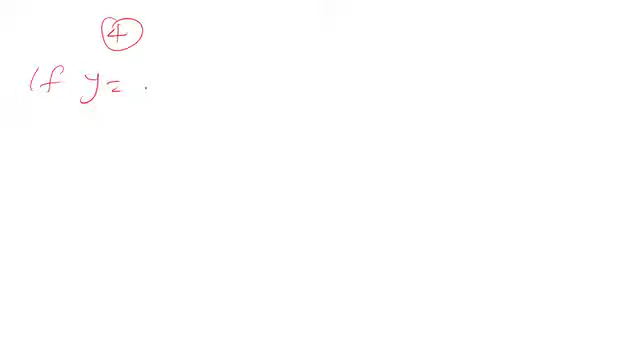 4
If y = .